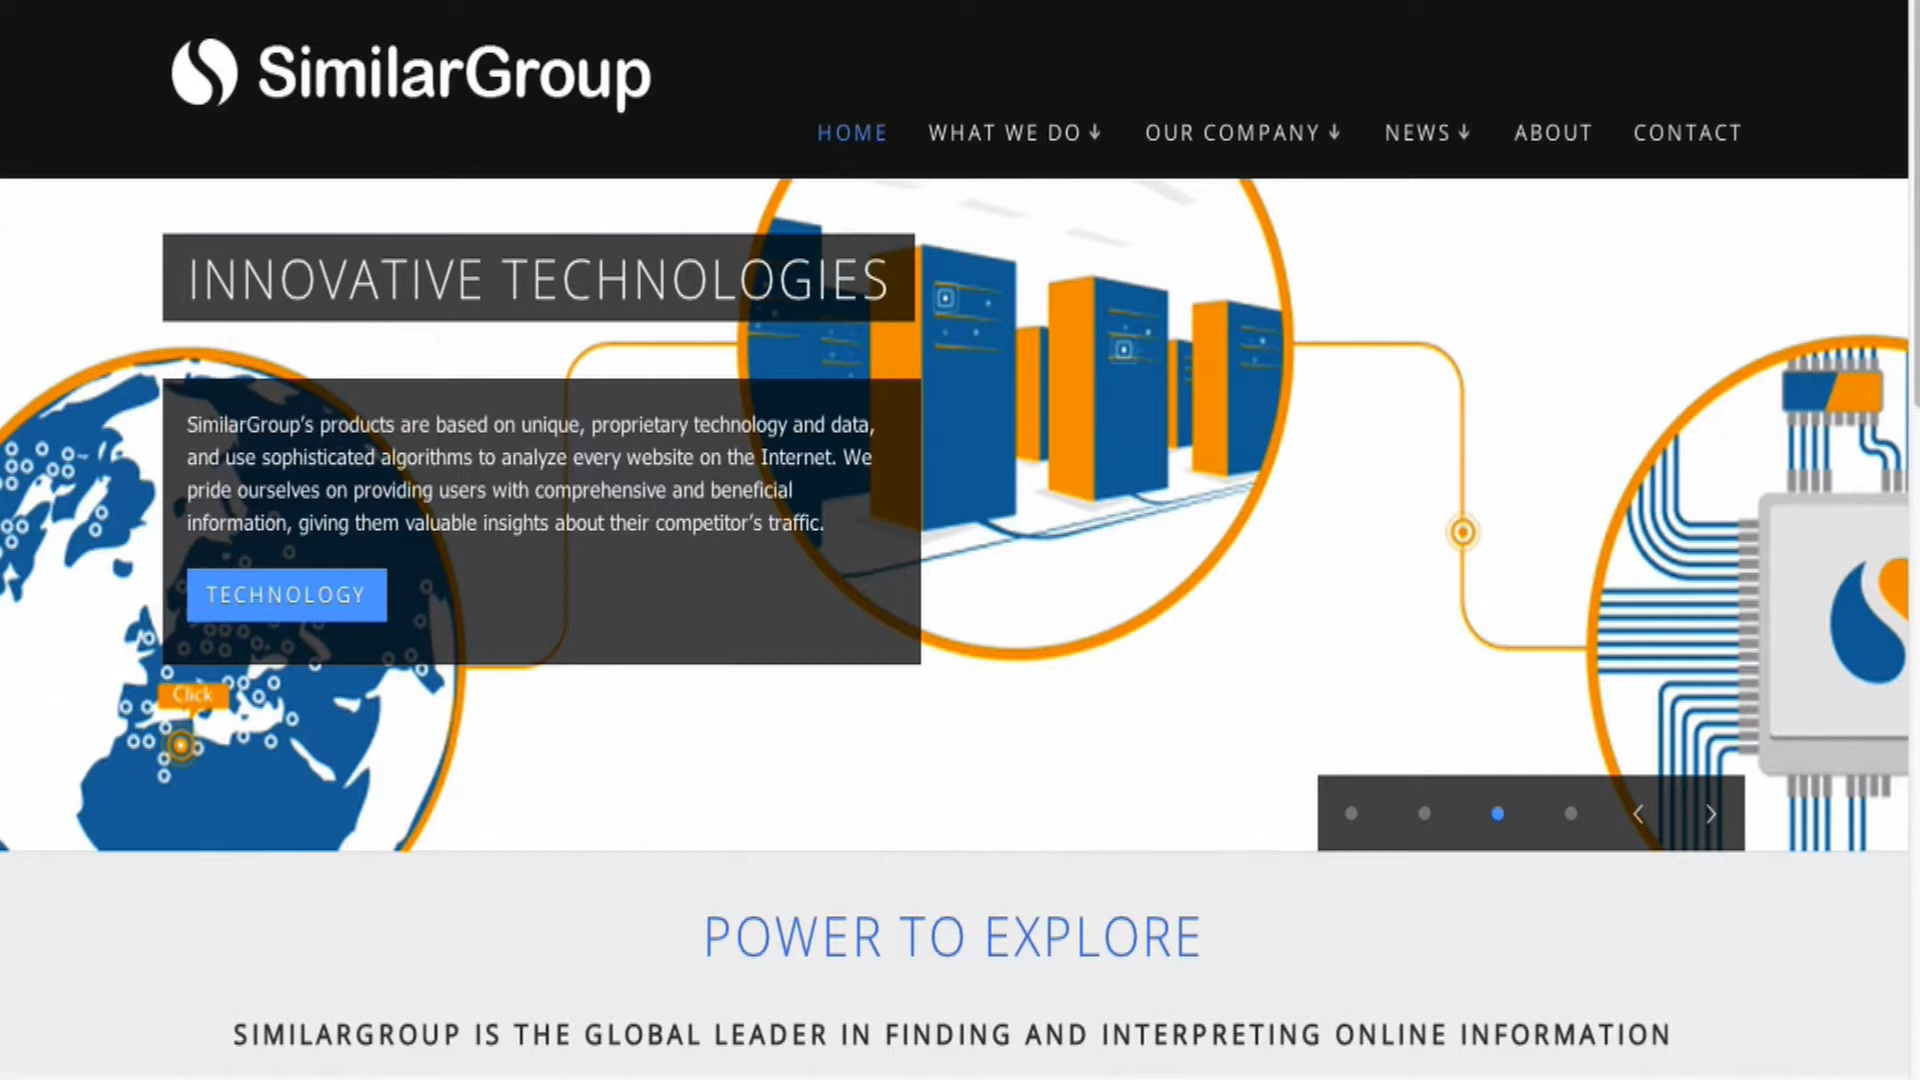 SimilarGroup
HOME WHAT WE DO OUR COMPANY NEWS ABOUT CONTACT
INNOVATIVE TECHNOLOGIES
SimilarGroup's products are based on unique, proprietary technology and data,
and use sophisticated algorithms to analyze every website on the Internet. We
pride ourselves on providing users with comprehensive and beneficial
information, giving them valuable insights about their competitor's traffic.
TECHNOLOGY
Click
POWER TO EXPLORE
SIMILARGROUP IS THE GLOBAL LEADER IN FINDING AND INTERPRETING ONLINE INFORMATION